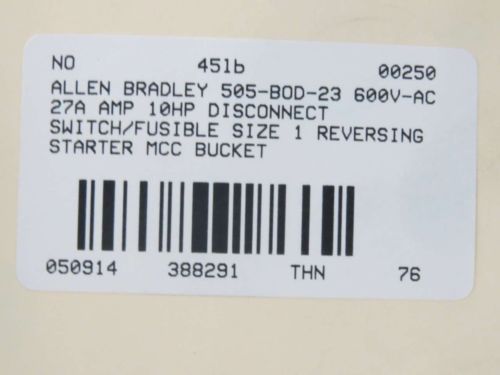 NO 451b 00250
ALLEN BRADLEY 505-BOD-23 600V-AC
27A AMP 10HP DISCONNECT
SWITCH/FUSIBLE SIZE 1 REVERSING
STARTER MCC BUCKET
050914 388291 THN 76